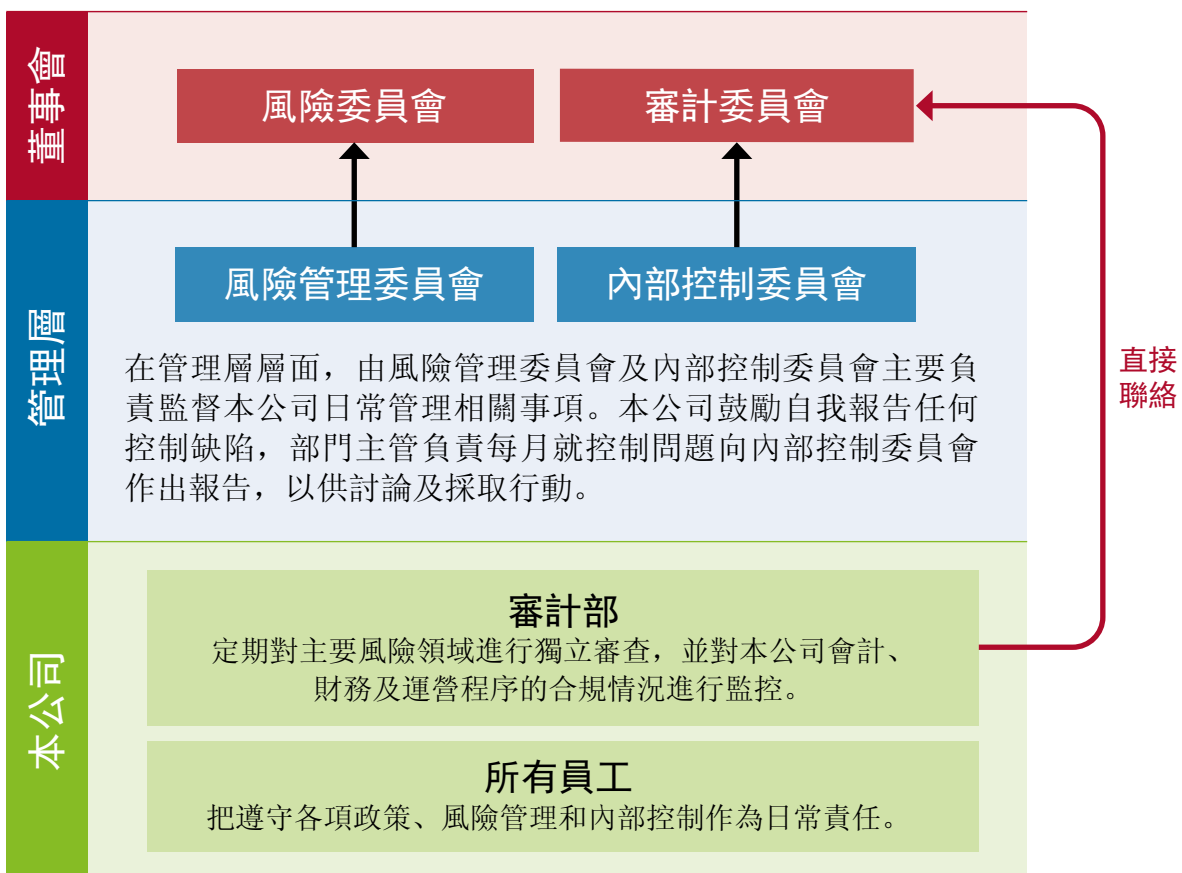 董事會
風險委員會
審計委員會
管理層
風險管理委員會
內部控制委員會
在管理層層面，由風險管理委員會及內部控制委員會主要負
責監督本公司日常管理相關事項。本公司鼓勵自我報告任何
控制缺陷，部門主管負責每月就控制問題向內部控制委員會
作出報告，以供討論及採取行動。
直接
聯絡
本公司
審計部
定期對主要風險領域進行獨立審查，並對本公司會計、
財務及運營程序的合規情況進行監控。
所有員工
把遵守各項政策、風險管理和內部控制作為日常責任。